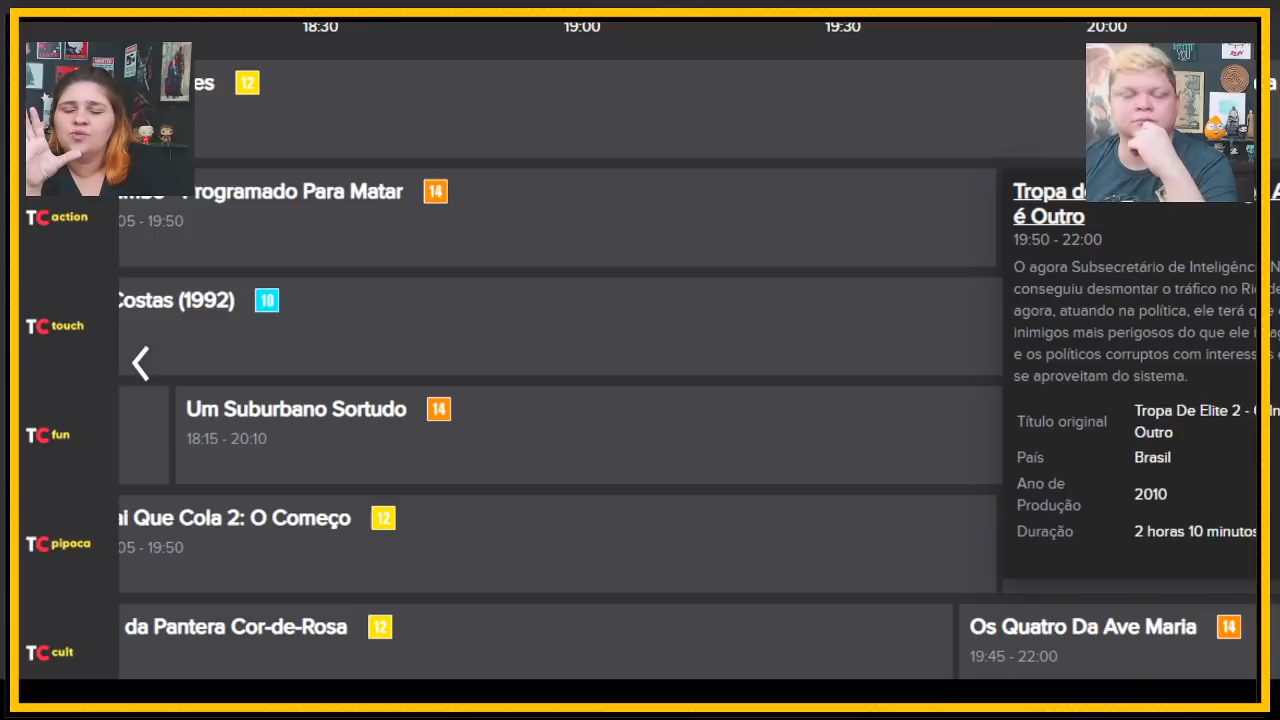 18:30
19:00
19:30
20:00
es 12
rogramado Para Matar 14
05 - 19:50
TC action
Tropa d
é Outro
19:50 - 22:00
O agora Subsecretário de Inteligênci
conseguiu desmontar o tráfico no Ri
agora, atuando na política, ele terá q
inimigos mais perigosos do que ele i
e os políticos corruptos com interess
se aproveitam do sistema.
Título original
Tropa De Elite 2 -
Outro
País
Brasil
Ano de
Produção
2010
Duração
2 horas 10 minutos
Costas (1992) 10
TC touch
Um Suburbano Sortudo 14
18:15 - 20:10
TC fun
ai Que Cola 2: O Começo 12
05 - 19:50
TC pipoca
da Pantera Cor-de-Rosa 12
TC cult
Os Quatro Da Ave Maria 14
19:45 - 22:00